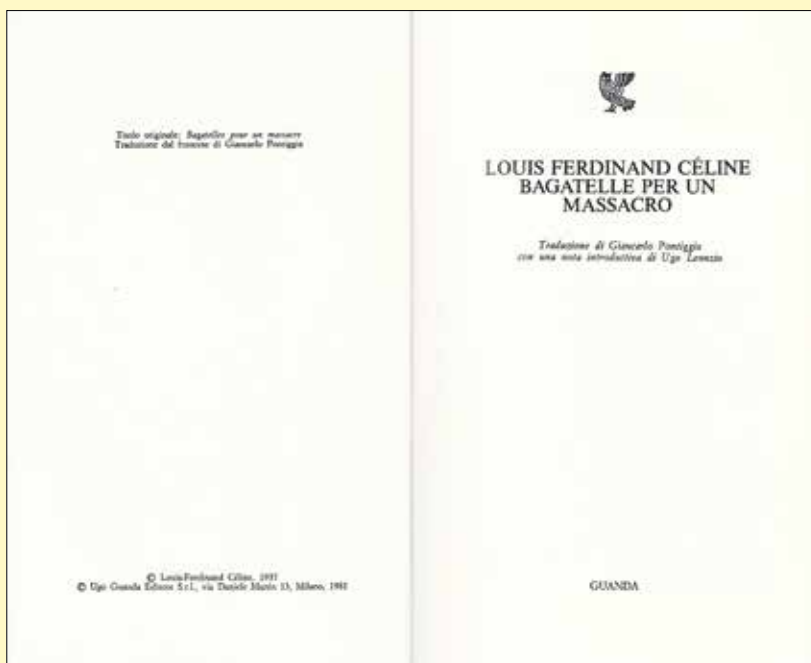 Titolo originale: Bagatelles pour un massacre
Traduzione dal francese di Giancarlo Pontiggia
© Louis-Ferdinand Céline, 1937
© Ugo Guanda Editore S.r.l., via Daniele Manin 13, Milano, 1981
LOUIS FERDINAND CÉLINE
BAGATELLE PER UN
MASSACRO
Traduzione di Giancarlo Pontiggia
con una nota introduttiva di Ugo Leonzio
GUANDA